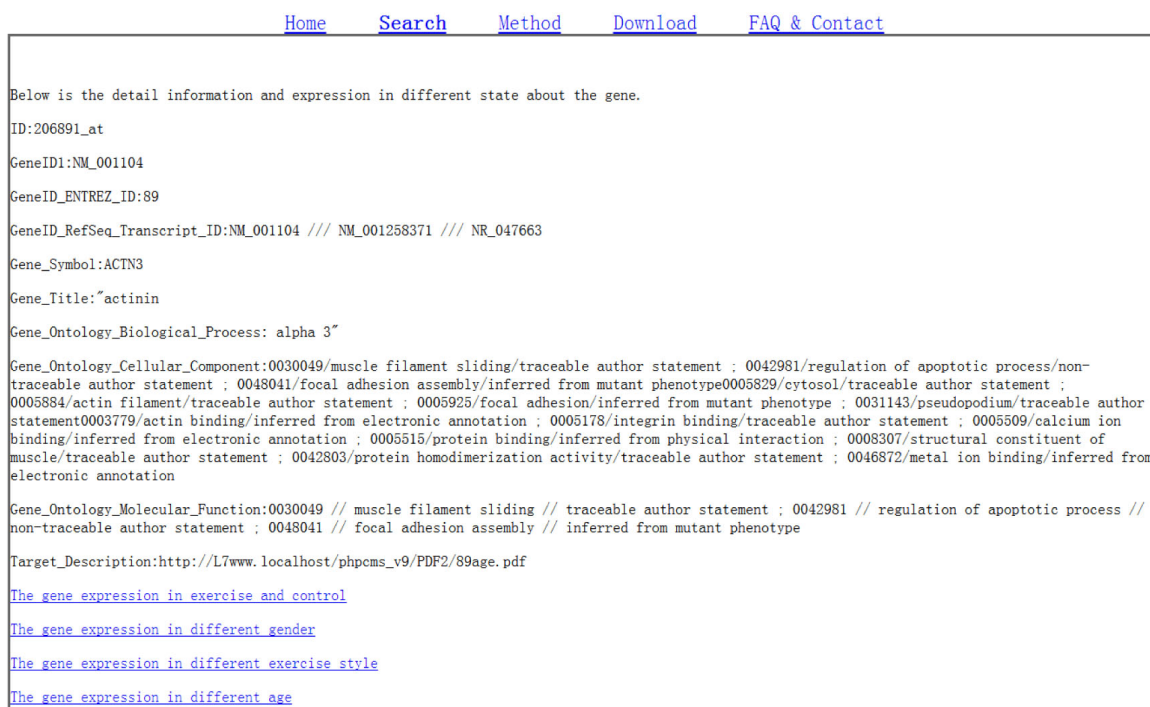 Home Search Method Download FAQ & Contact
Below is the detail information and expression in different state about the gene.
ID:206891_at
GeneID1:NM_001104
GeneID_ENTREZ_ID:89
GeneID_RefSeq_Transcript_ID:NM_001104 /// NM_001258371 /// NR_047663
Gene_Symbol:ACTN3
Gene_Title:"actinin
Gene_Ontology_Biological_Process: alpha 3"
Gene_Ontology_Cellular_Component:0030049/muscle filament sliding/traceable author statement ; 0042981/regulation of apoptotic process/non-
traceable author statement ; 0048041/focal adhesion assembly/inferred from mutant phenotype0005829/cytosol/traceable author statement ;
0005884/actin filament/traceable author statement ; 0005925/focal adhesion/inferred from mutant phenotype ; 0031143/pseudopodium/traceable author
statement0003779/actin binding/inferred from electronic annotation ; 0005178/integrin binding/traceable author statement ; 0005509/calcium ion
binding/inferred from electronic annotation ; 0005515/protein binding/inferred from physical interaction ; 0008307/structural constituent of
muscle/traceable author statement ; 0042803/protein homodimerization activity/traceable author statement ; 0046872/metal ion binding/inferred from
electronic annotation
Gene_Ontology_Molecular_Function:0030049 // muscle filament sliding // traceable author statement ; 0042981 // regulation of apoptotic process //
non-traceable author statement ; 0048041 // focal adhesion assembly // inferred from mutant phenotype
Target_Description:http://L7www.localhost/phpcms_v9/PDF2/89age.pdf
The gene expression in exercise and control
The gene expression in different gender
The gene expression in different exercise style
The gene expression in different age